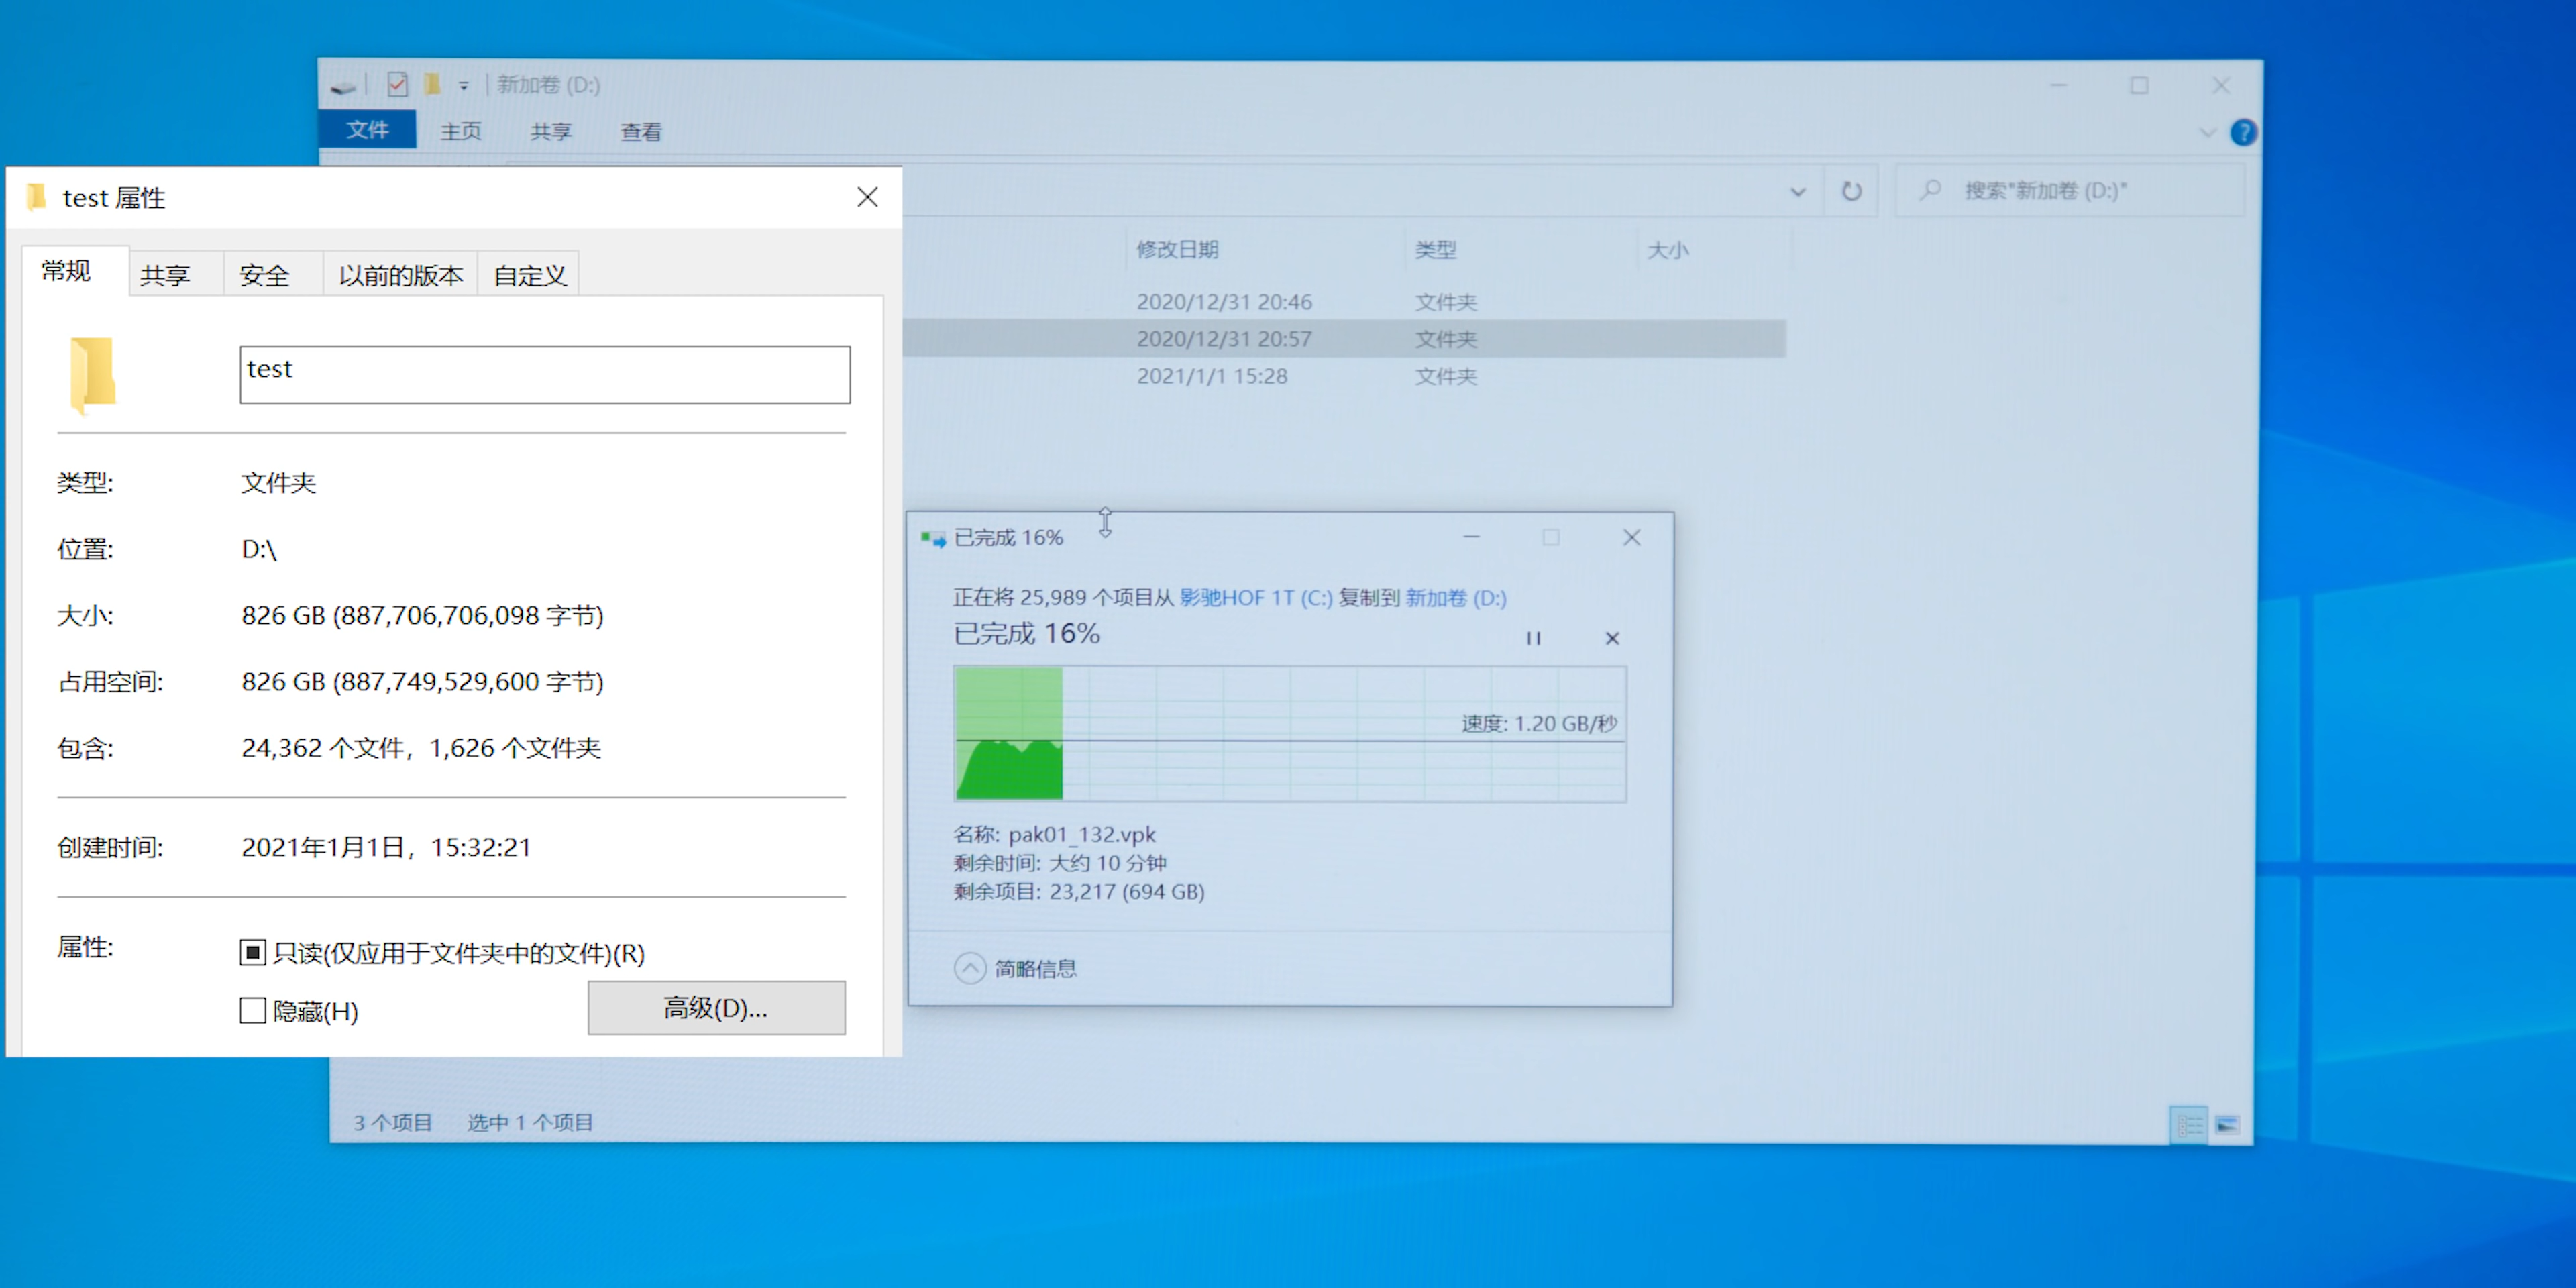 新加卷 (D:)
文件 主页 共享 查看
搜索"新加卷 (D:)"
修改日期 类型 大小
2020/12/31 20:46 文件夹
2020/12/31 20:57 文件夹
2021/1/1 15:28 文件夹
test 属性
常规 共享 安全 以前的版本 自定义
test
类型: 文件夹
位置: D:\
大小: 826 GB (887,706,706,098 字节)
占用空间: 826 GB (887,749,529,600 字节)
包含: 24,362 个文件，1,626 个文件夹
创建时间: 2021年1月1日，15:32:21
属性: 只读(仅应用于文件夹中的文件)(R)
隐藏(H)
高级(D)...
已完成 16%
正在将 25,989 个项目从 影驰HOF 1T (C:) 复制到 新加卷 (D:)
已完成 16%
速度: 1.20 GB/秒
名称: pak01_132.vpk
剩余时间: 大约 10 分钟
剩余项目: 23,217 (694 GB)
简略信息
3 个项目 选中 1 个项目